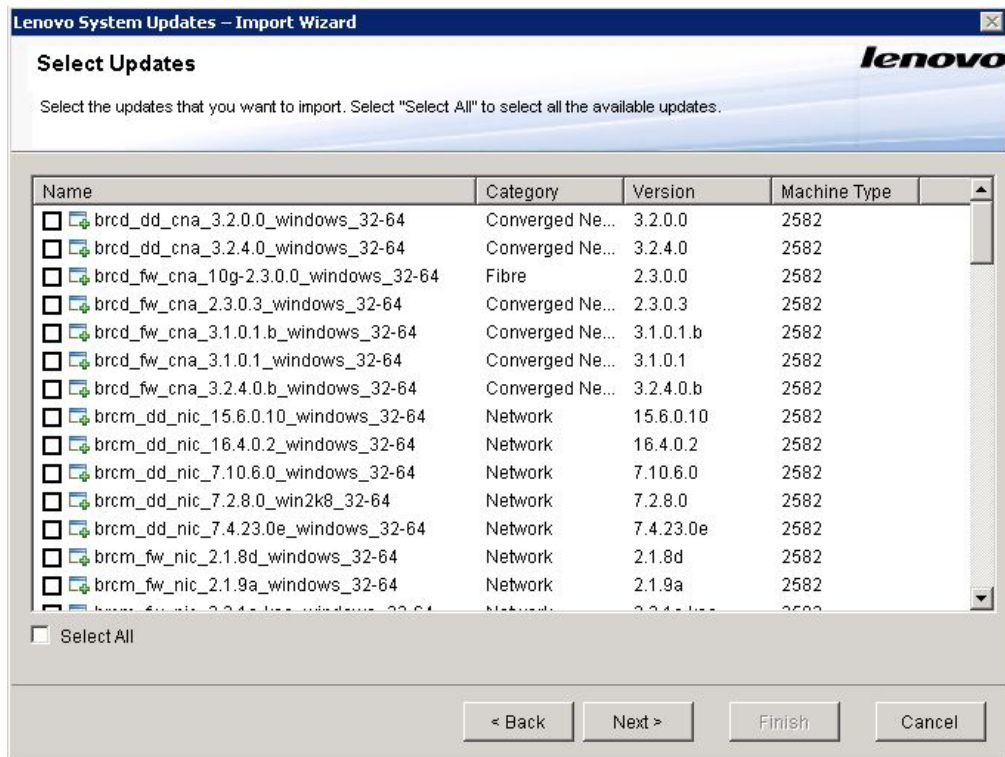 Lenovo System Updates – Import Wizard
Select Updates
lenovo
Select the updates that you want to import. Select "Select All" to select all the available updates.
Name Category Version Machine Type
brcd_dd_cna_3.2.0.0_windows_32-64 Converged Ne... 3.2.0.0 2582
brcd_dd_cna_3.2.4.0_windows_32-64 Converged Ne... 3.2.4.0 2582
brcd_fw_cna_10g-2.3.0.0_windows_32-64 Fibre 2.3.0.0 2582
brcd_fw_cna_2.3.0.3_windows_32-64 Converged Ne... 2.3.0.3 2582
brcd_fw_cna_3.1.0.1.b_windows_32-64 Converged Ne... 3.1.0.1.b 2582
brcd_fw_cna_3.1.0.1_windows_32-64 Converged Ne... 3.1.0.1 2582
brcd_fw_cna_3.2.4.0.b_windows_32-64 Converged Ne... 3.2.4.0.b 2582
brcm_dd_nic_15.6.0.10_windows_32-64 Network 15.6.0.10 2582
brcm_dd_nic_16.4.0.2_windows_32-64 Network 16.4.0.2 2582
brcm_dd_nic_7.10.6.0_windows_32-64 Network 7.10.6.0 2582
brcm_dd_nic_7.2.8.0_win2k8_32-64 Network 7.2.8.0 2582
brcm_dd_nic_7.4.23.0e_windows_32-64 Network 7.4.23.0e 2582
brcm_fw_nic_2.1.8d_windows_32-64 Network 2.1.8d 2582
brcm_fw_nic_2.1.9a_windows_32-64 Network 2.1.9a 2582
Select All
< Back Next > Finish Cancel